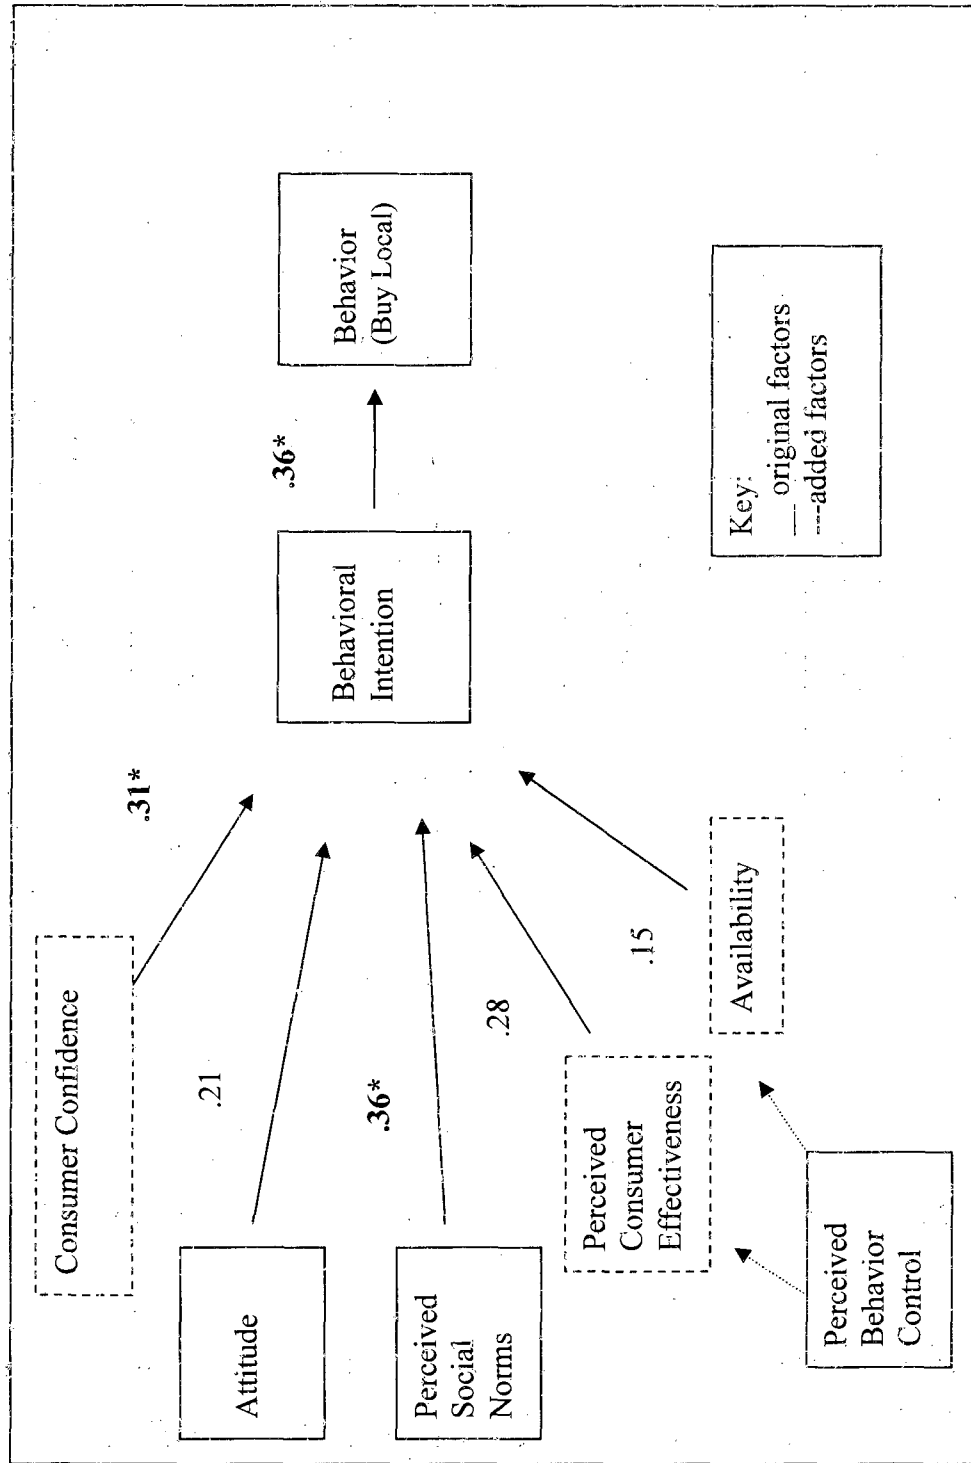 Consumer Confidence
.31*
Attitude
.21
Perceived
Social
Norms
.36*
Behavioral
Intention
.36*
Behavior
(Buy Local)
Perceived
Consumer
Effectiveness
.28
Availability
.15
Perceived
Behavior
Control
Key:
__ original factors
---added factors